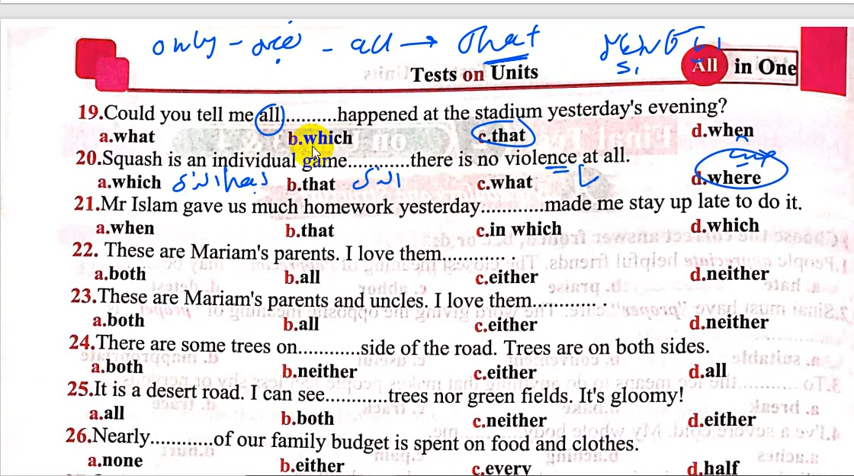 only - all → that
All in One
Tests on Units
19.Could you tell me all..........happened at the stadium yesterday's evening?
a.what b.which c.that d.when
20.Squash is an individual game...........there is no violence at all.
a.which b.that c.what d.where
21.Mr Islam gave us much homework yesterday............made me stay up late to do it.
a.when b.that c.in which d.which
22. These are Mariam's parents. I love them............ .
a.both b.all c.either d.neither
23.These are Mariam's parents and uncles. I love them............ .
a.both b.all c.either d.neither
24.There are some trees on............side of the road. Trees are on both sides.
a.both b.neither c.either d.all
25.It is a desert road. I can see............trees nor green fields. It's gloomy!
a.all b.both c.neither d.either
26.Nearly............of our family budget is spent on food and clothes.
a.none b.either c.every d.half